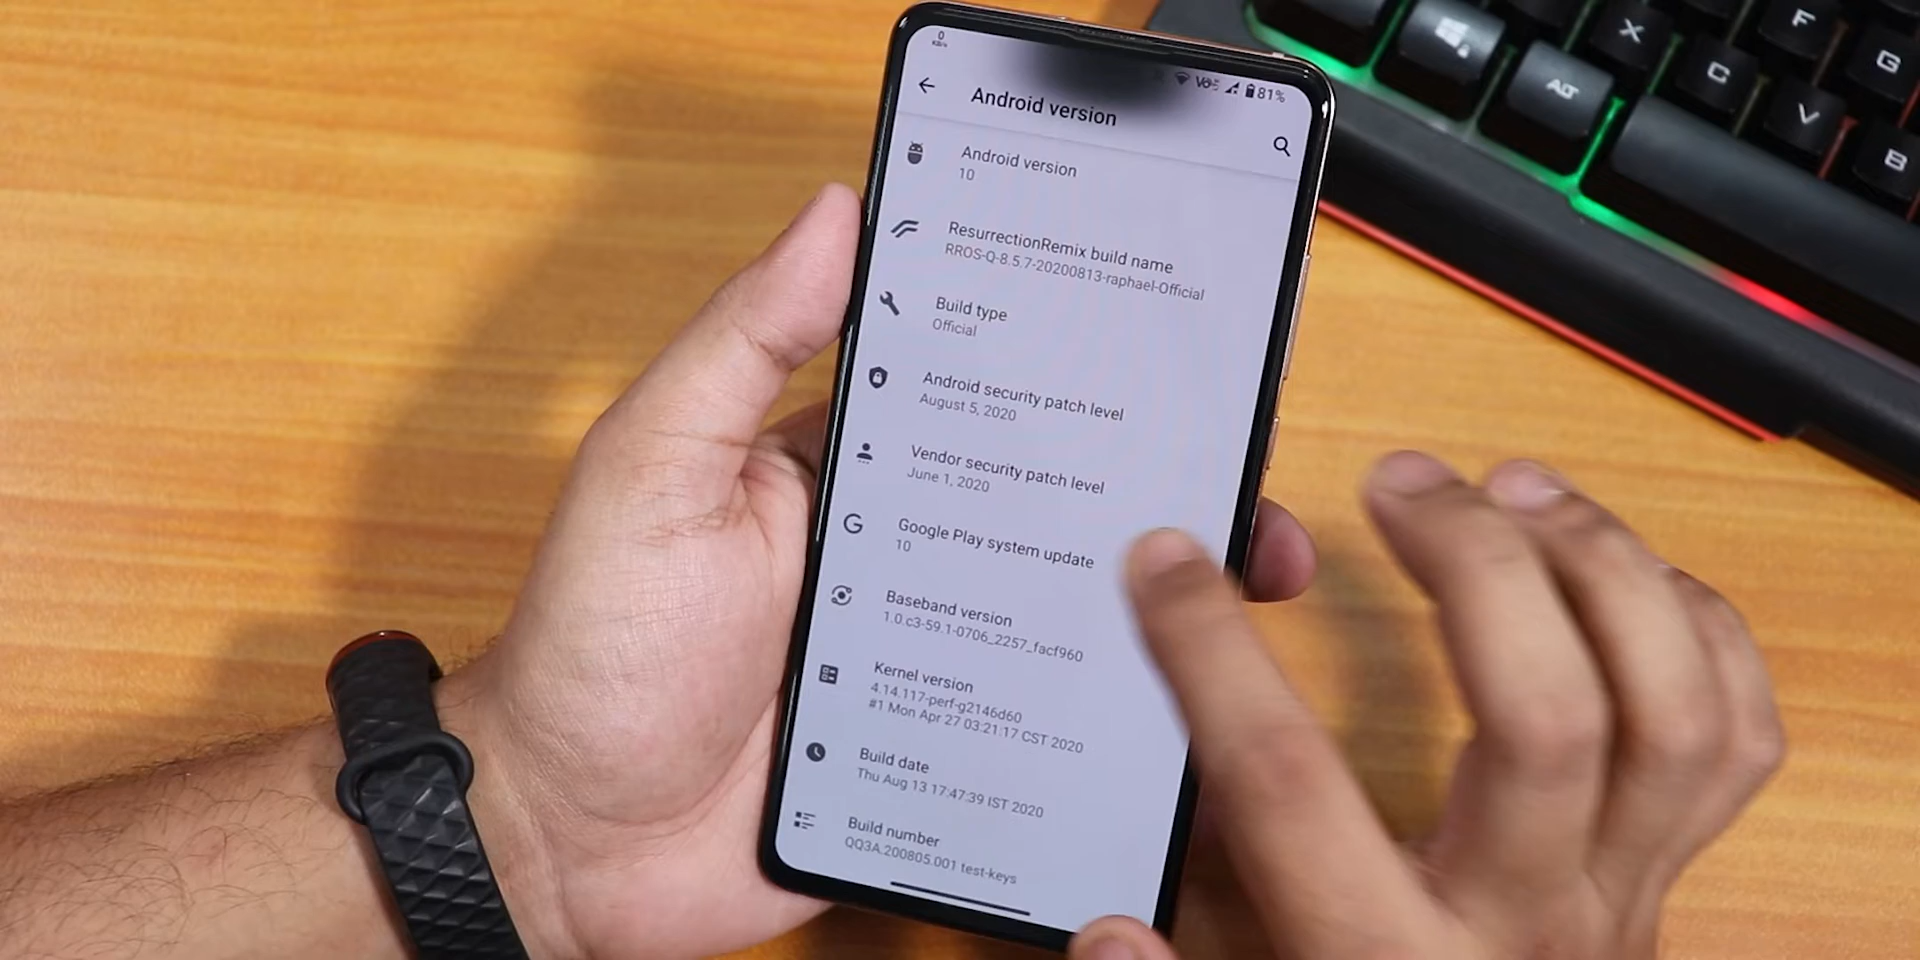 0
KB/s
81%
Android version
Android version
10
ResurrectionRemix build name
RROS-Q-8.5.7-20200813-raphael-Official
Build type
Official
Android security patch level
August 5, 2020
Vendor security patch level
June 1, 2020
Google Play system update
10
Baseband version
1.0.c3-59.1-0706_2257_facf960
Kernel version
4.14.117-perf-g2146d60
#1 Mon Apr 27 03:21:17 CST 2020
Build date
Thu Aug 13 17:47:39 IST 2020
Build number
QQ3A.200805.001 test-keys
X
F
G
ALT
C
V
B